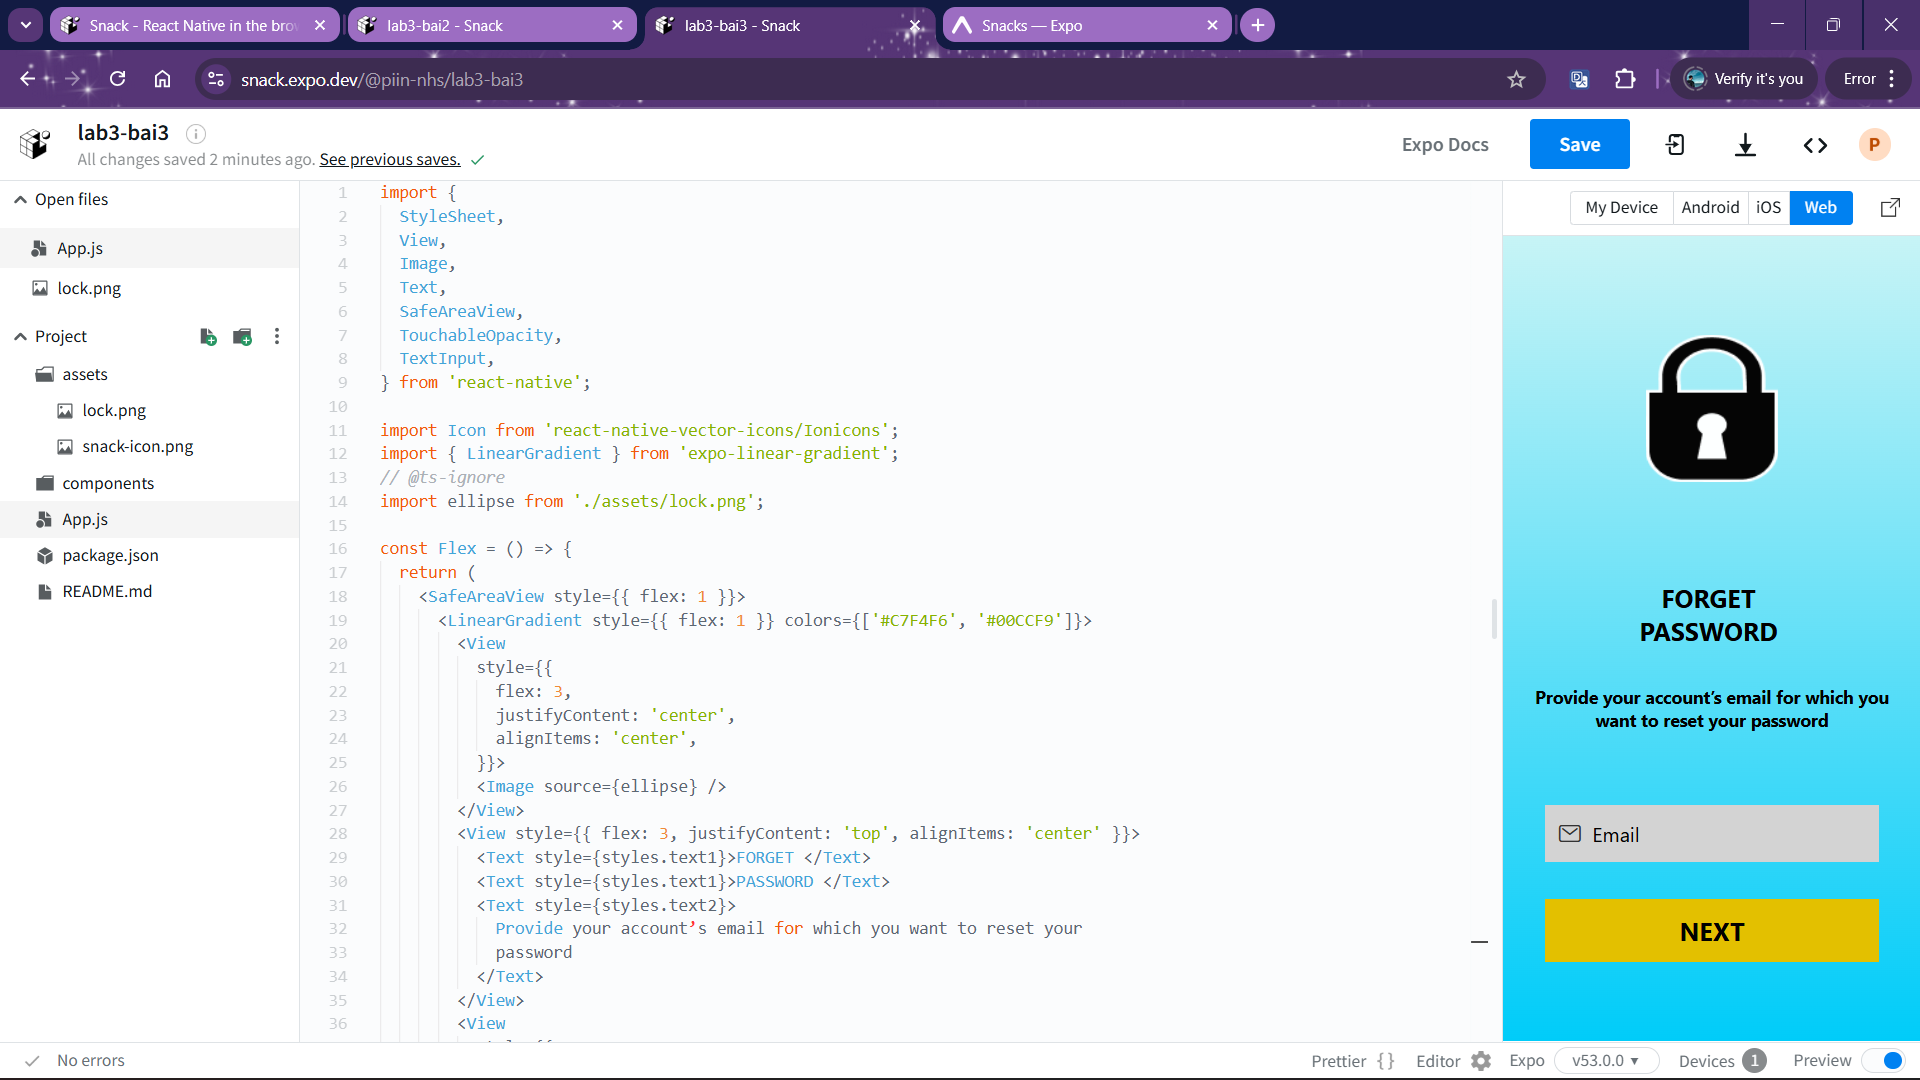 Snack - React Native in the brow
lab3-bai2 - Snack
lab3-bai3 - Snack
Snacks — Expo
snack.expo.dev/@piin-nhs/lab3-bai3
Verify it's you
Error
lab3-bai3
All changes saved 2 minutes ago. See previous saves.
Expo Docs
Save
P
Open files
App.js
lock.png
Project
assets
lock.png
snack-icon.png
components
App.js
package.json
README.md
1 import {
2 StyleSheet,
3 View,
4 Image,
5 Text,
6 SafeAreaView,
7 TouchableOpacity,
8 TextInput,
9 } from 'react-native';
10
11 import Icon from 'react-native-vector-icons/Ionicons';
12 import { LinearGradient } from 'expo-linear-gradient';
13 // @ts-ignore
14 import ellipse from './assets/lock.png';
15
16 const Flex = () => {
17 return (
18 <SafeAreaView style={{ flex: 1 }}>
19 <LinearGradient style={{ flex: 1 }} colors={['#C7F4F6', '#00CCF9']}>
20 <View
21 style={{
22 flex: 3,
23 justifyContent: 'center',
24 alignItems: 'center',
25 }}>
26 <Image source={ellipse} />
27 </View>
28 <View style={{ flex: 3, justifyContent: 'top', alignItems: 'center' }}>
29 <Text style={styles.text1}>FORGET </Text>
30 <Text style={styles.text1}>PASSWORD </Text>
31 <Text style={styles.text2}>
32 Provide your account’s email for which you want to reset your
33 password
34 </Text>
35 </View>
36 <View
My Device
Android
iOS
Web
FORGET
PASSWORD
Provide your account’s email for which you
want to reset your password
Email
NEXT
No errors
Prettier {}
Editor
Expo
v53.0.0
Devices 1
Preview